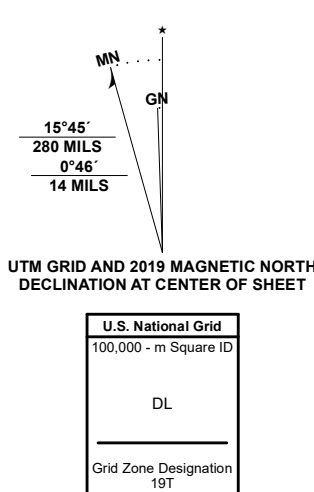 ★
MN
GN
15°45´
280 MILS
0°46´
14 MILS
UTM GRID AND 2019 MAGNETIC NORTH
DECLINATION AT CENTER OF SHEET
U.S. National Grid
100,000 - m Square ID
DL
Grid Zone Designation
19T